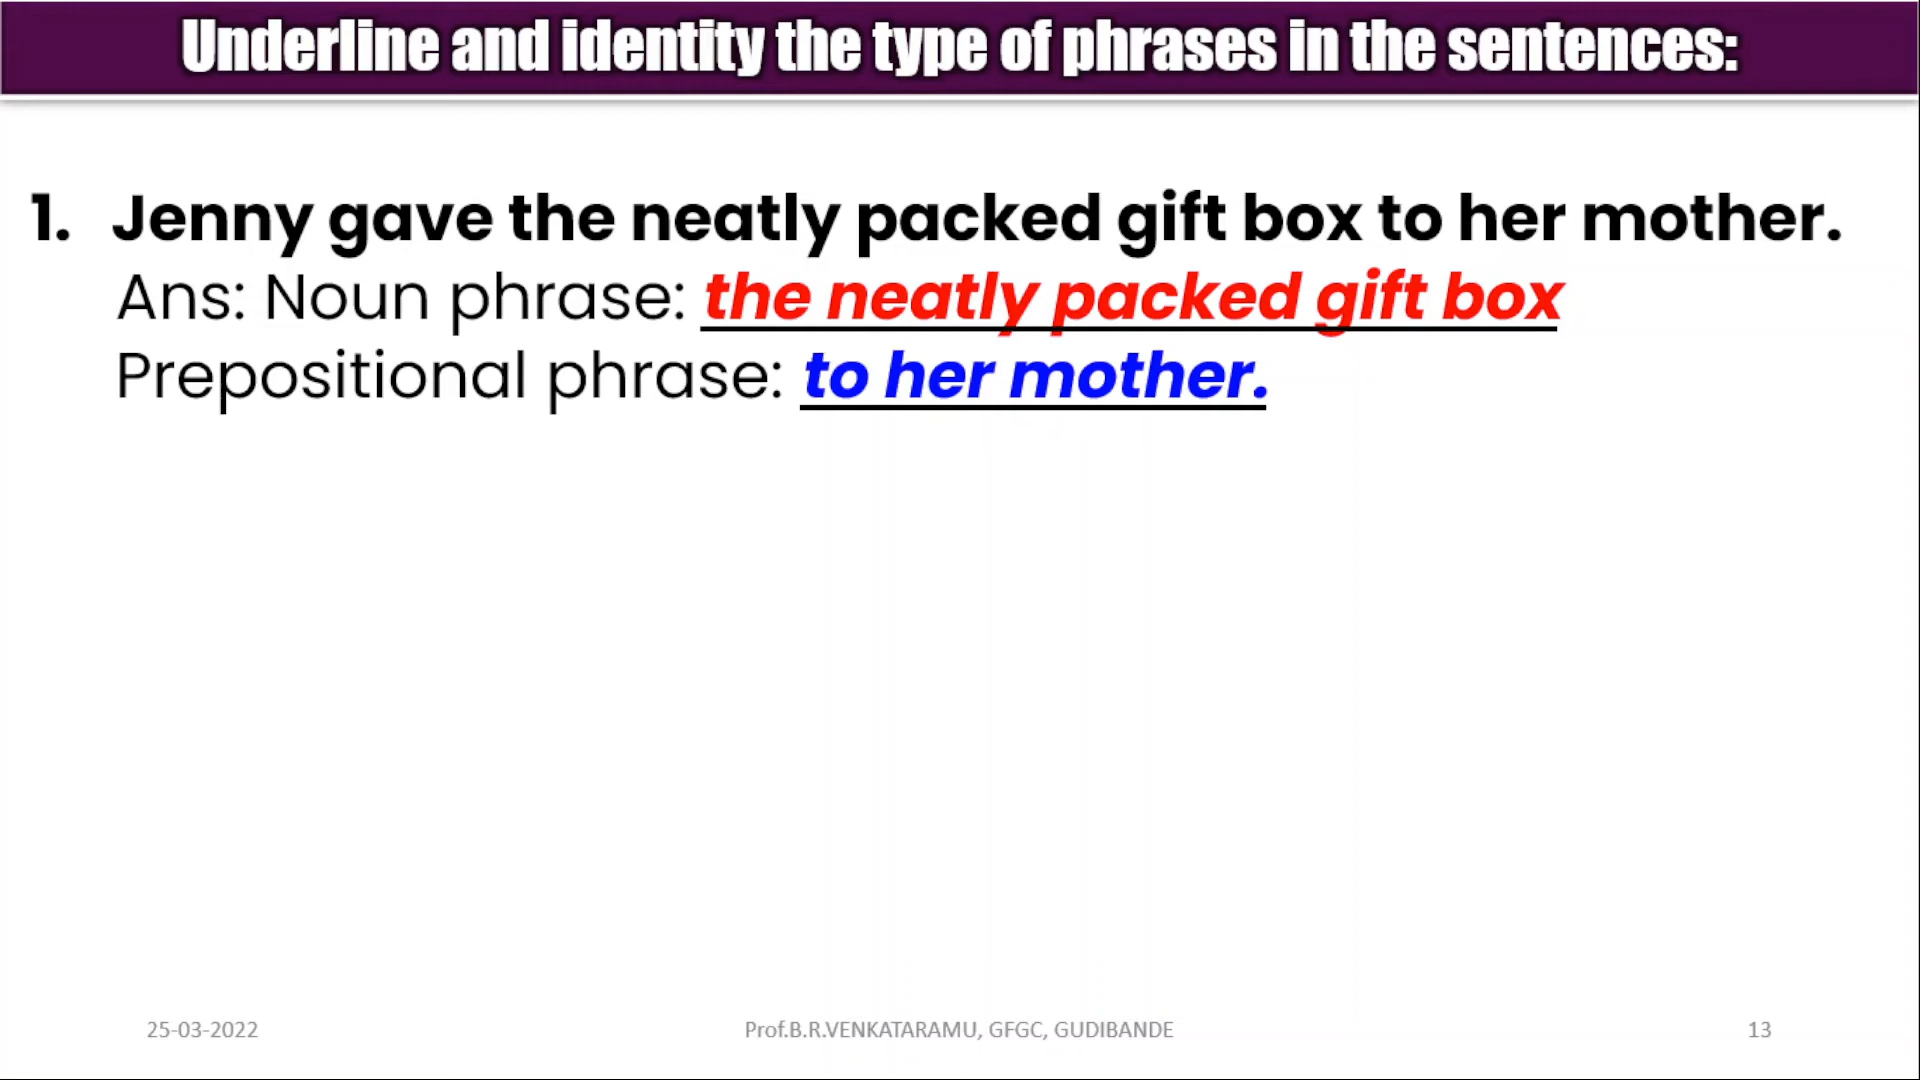 Underline and identity the type of phrases in the sentences:
1. Jenny gave the neatly packed gift box to her mother.
Ans: Noun phrase: the neatly packed gift box
Prepositional phrase: to her mother.
25-03-2022 Prof.B.R.VENKATARAMU, GFGC, GUDIBANDE 13